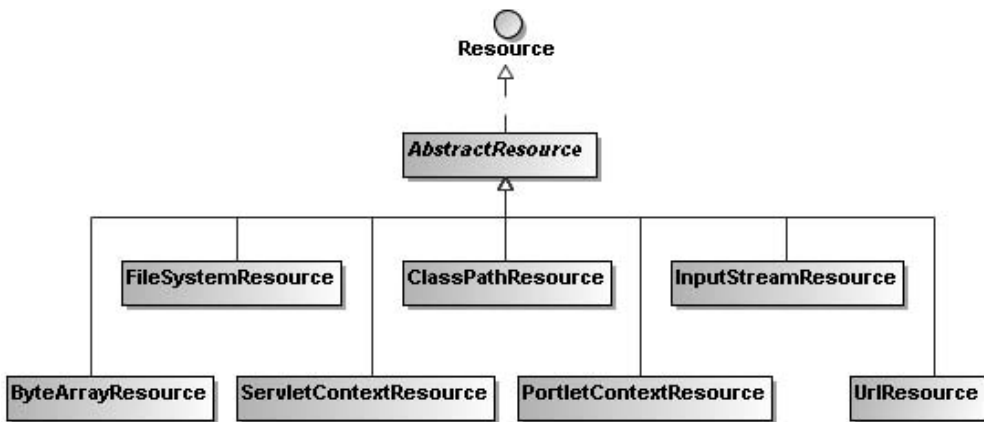 Resource
AbstractResource
FileSystemResource
ClassPathResource
InputStreamResource
ByteArrayResource
ServletContextResource
PortletContextResource
UrlResource